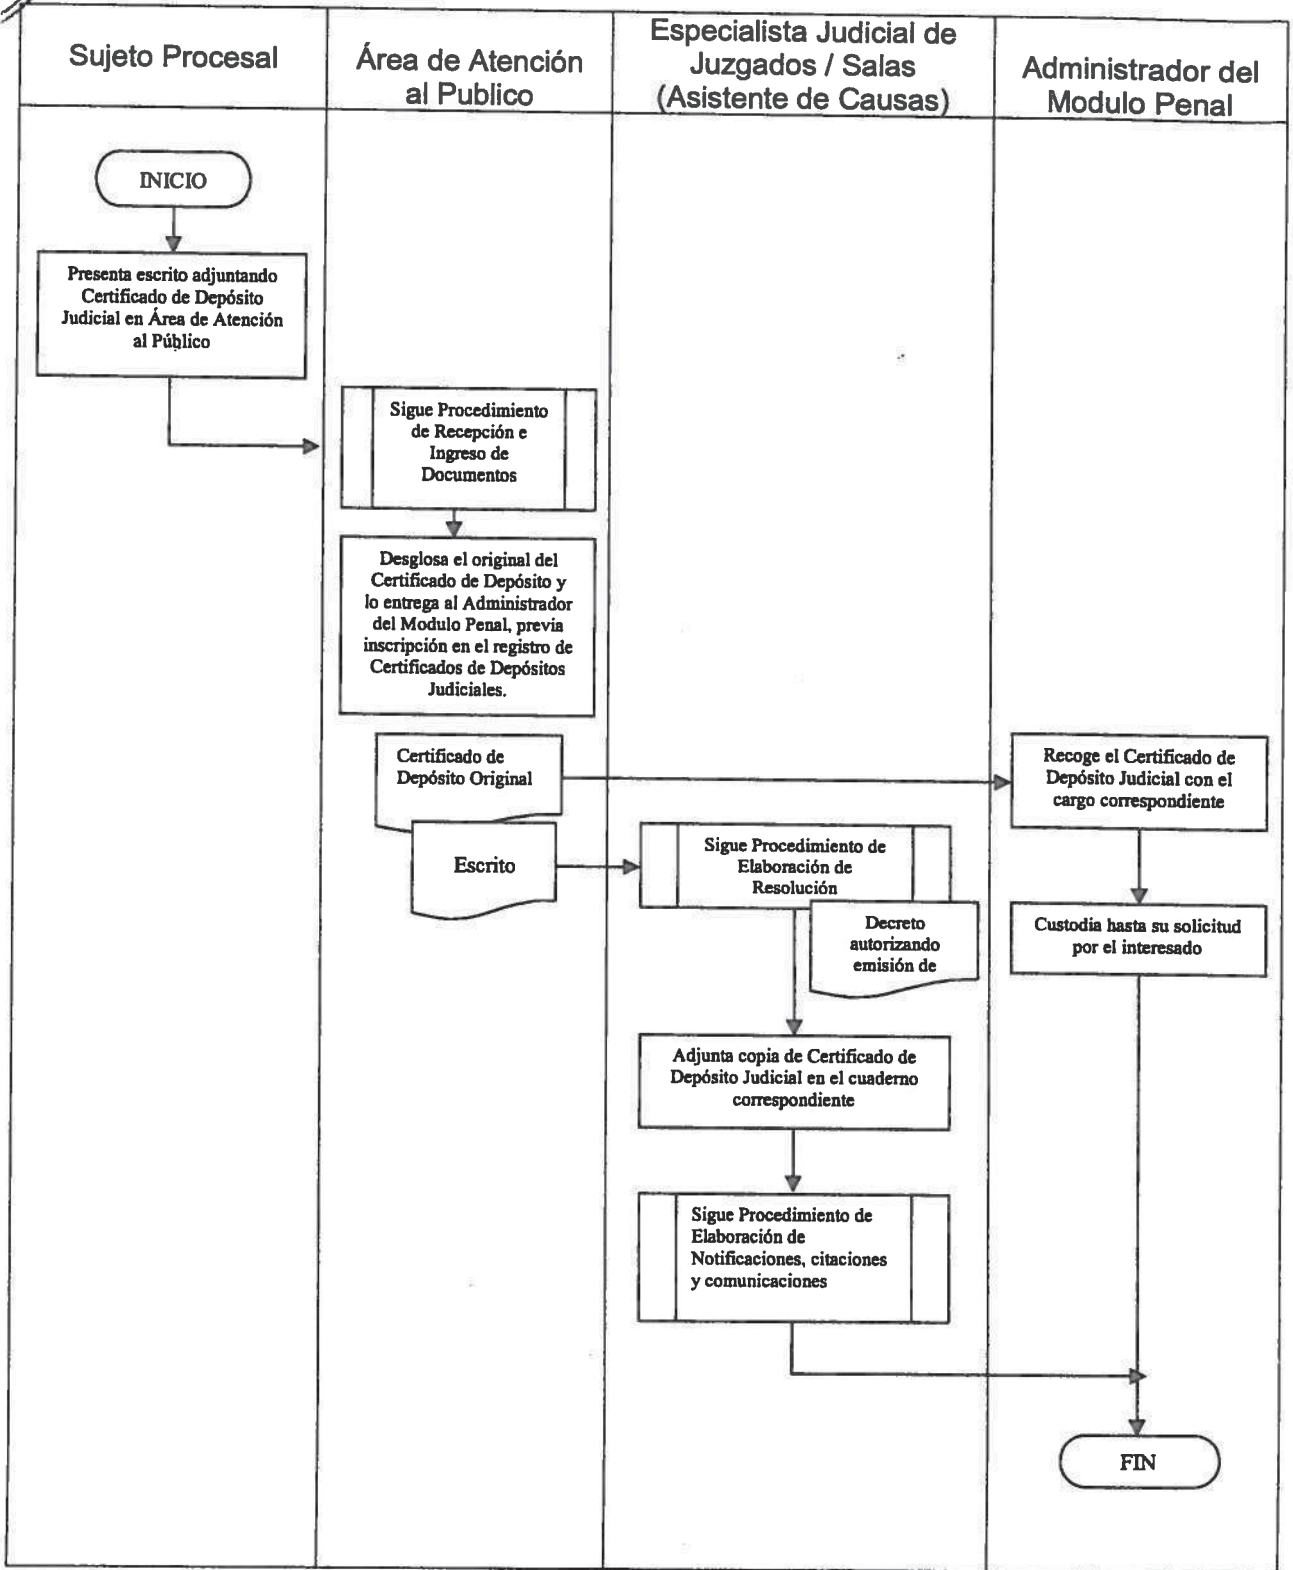 Sujeto Procesal
Área de Atención
al Publico
Especialista Judicial de
Juzgados / Salas
(Asistente de Causas)
Administrador del
Modulo Penal
INICIO
Presenta escrito adjuntando
Certificado de Depósito
Judicial en Área de Atención
al Público
Sigue Procedimiento
de Recepción e
Ingreso de
Documentos
Desglosa el original del
Certificado de Depósito y
lo entrega al Administrador
del Modulo Penal, previa
inscripción en el registro de
Certificados de Depósitos
Judiciales.
Certificado de
Depósito Original
Recoge el Certificado de
Depósito Judicial con el
cargo correspondiente
Escrito
Sigue Procedimiento de
Elaboración de
Resolución
Decreto
autorizando
emisión de
Custodia hasta su solicitud
por el interesado
Adjunta copia de Certificado de
Depósito Judicial en el cuaderno
correspondiente
Sigue Procedimiento de
Elaboración de
Notificaciones, citaciones
y comunicaciones
FIN